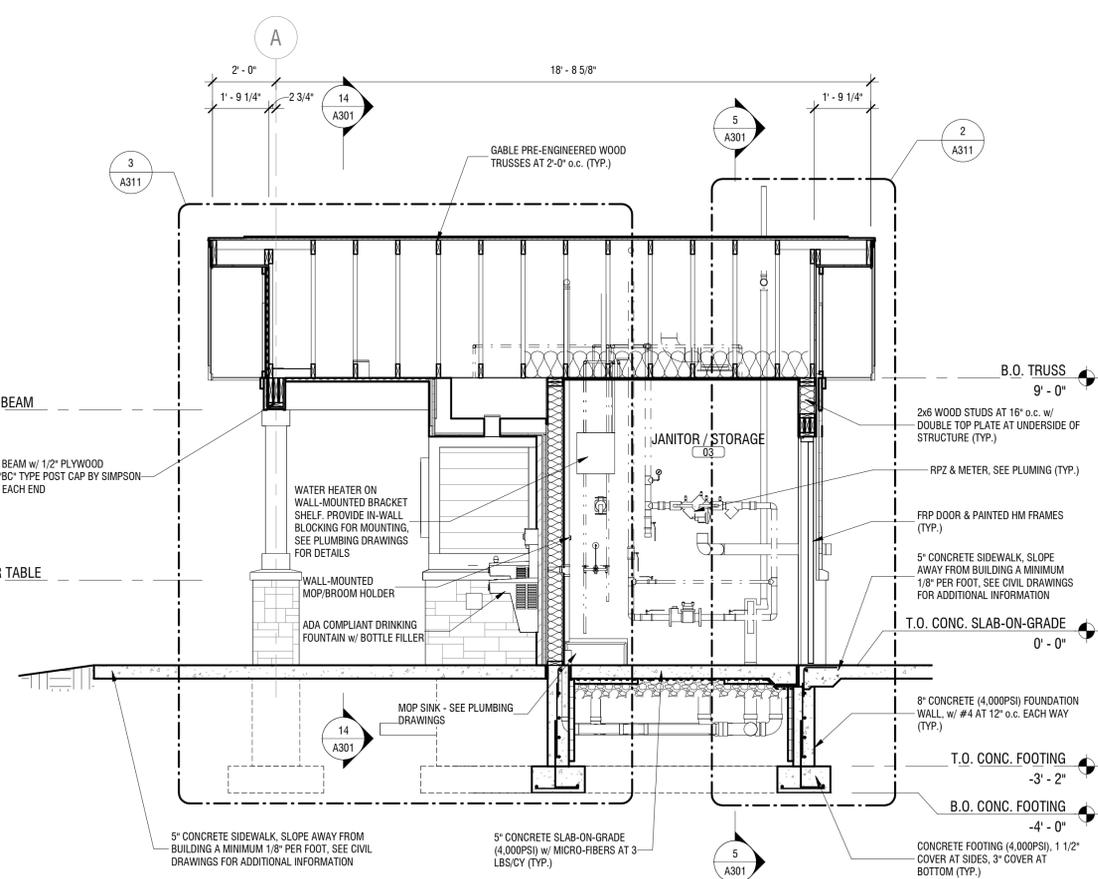 A
2' - 0"
18' - 8 5/8"
1' - 9 1/4"
2 3/4"
1' - 9 1/4"
14
A301
5
A301
2
A311
3
A311
GABLE PRE-ENGINEERED WOOD
TRUSSES AT 2'-0" o.c. (TYP.)
B.O. TRUSS
9' - 0"
BEAM
2x6 WOOD STUDS AT 16" o.c. w/
DOUBLE TOP PLATE AT UNDERSIDE OF
STRUCTURE (TYP.)
JANITOR / STORAGE
03
BEAM w/ 1/2" PLYWOOD
"BC" TYPE POST CAP BY SIMPSON
EACH END
RPZ & METER, SEE PLUMING (TYP.)
WATER HEATER ON
WALL-MOUNTED BRACKET
SHELF. PROVIDE IN-WALL
BLOCKING FOR MOUNTING,
SEE PLUMBING DRAWINGS
FOR DETAILS
FRP DOOR & PAINTED HM FRAMES
(TYP.)
5" CONCRETE SIDEWALK, SLOPE
AWAY FROM BUILDING A MINIMUM
1/8" PER FOOT, SEE CIVIL DRAWINGS
FOR ADDITIONAL INFORMATION
R TABLE
WALL-MOUNTED
MOP/BROOM HOLDER
ADA COMPLIANT DRINKING
FOUNTAIN w/ BOTTLE FILLER
T.O. CONC. SLAB-ON-GRADE
0' - 0"
MOP SINK - SEE PLUMBING
DRAWINGS
8" CONCRETE (4,000PSI) FOUNDATION
WALL, w/ #4 AT 12" o.c. EACH WAY
(TYP.)
14
A301
T.O. CONC. FOOTING
-3' - 2"
B.O. CONC. FOOTING
-4' - 0"
5" CONCRETE SIDEWALK, SLOPE AWAY FROM
BUILDING A MINIMUM 1/8" PER FOOT, SEE CIVIL
DRAWINGS FOR ADDITIONAL INFORMATION
5" CONCRETE SLAB-ON-GRADE
(4,000PSI) w/ MICRO-FIBERS AT 3
LBS/CY (TYP.)
5
A301
CONCRETE FOOTING (4,000PSI), 1 1/2"
COVER AT SIDES, 3" COVER AT
BOTTOM (TYP.)